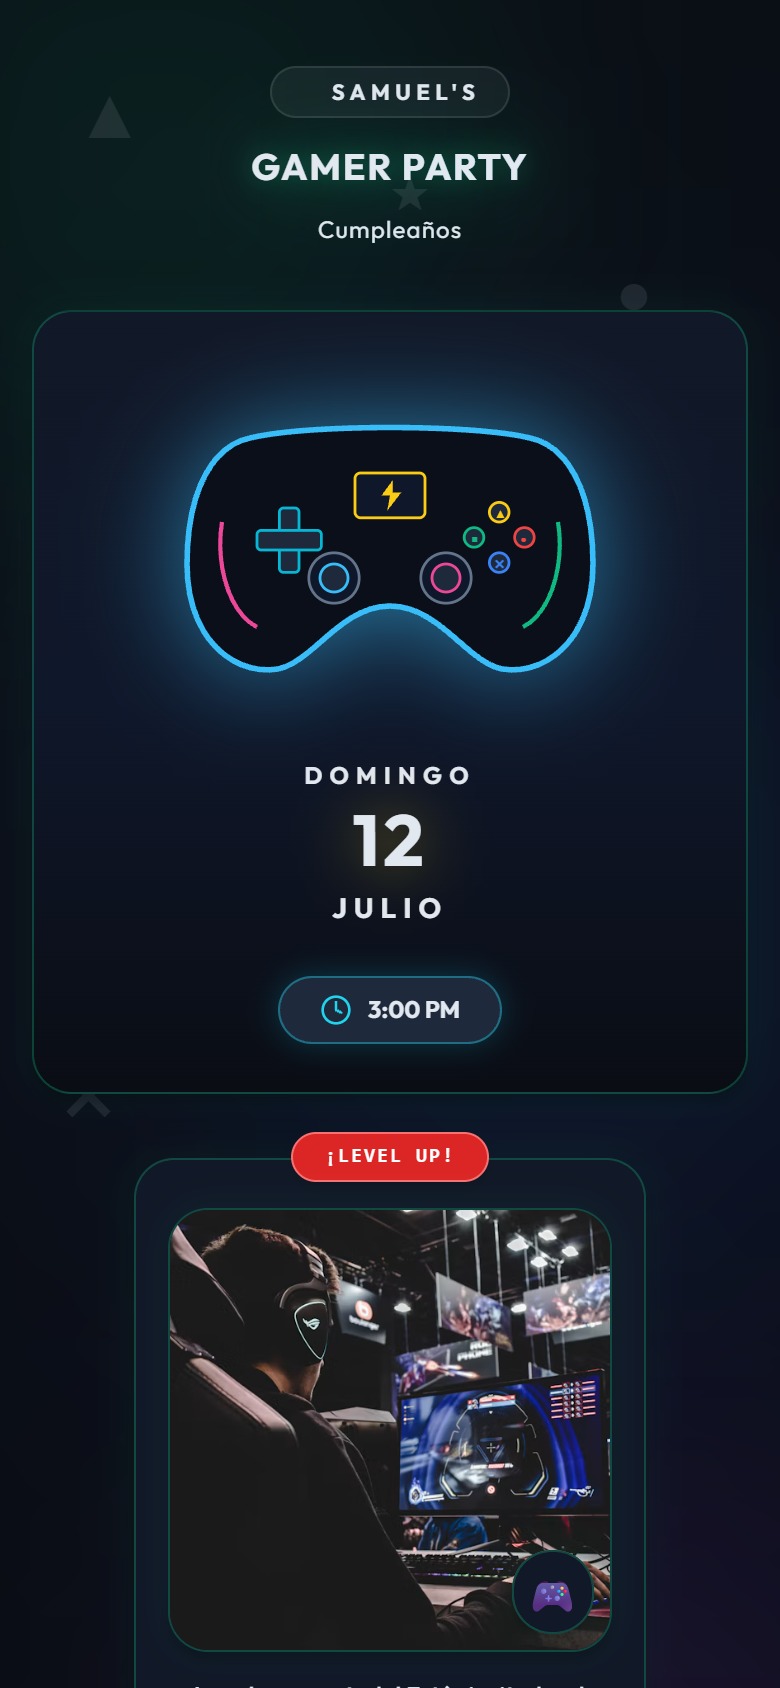 SAMUEL'S
GAMER PARTY
Cumpleaños
DOMINGO
12
JULIO
3:00 PM
¡LEVEL UP!